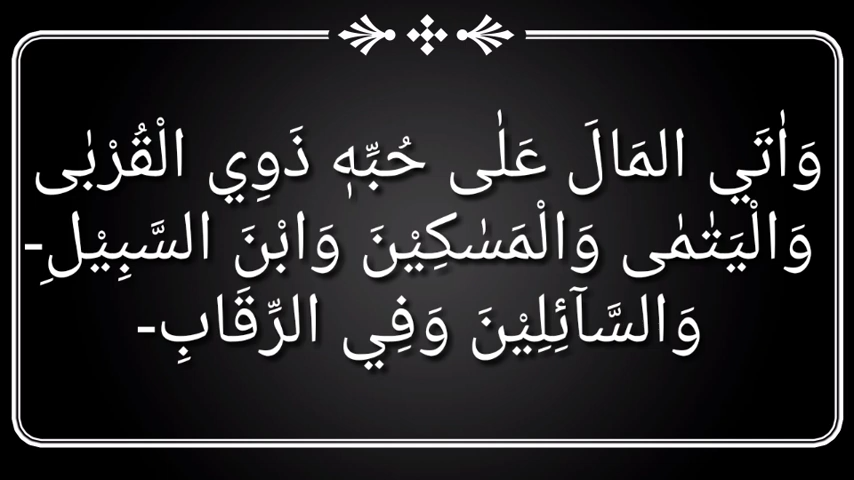 وَاٰتَي المَالَ عَلٰى حُبِّهٖ ذَوِي الْقُرْبٰى
وَالْيَتٰمٰى وَالْمَسٰكِيْنَ وَابْنَ السَّبِيْلِ-
وَالسَّآئِلِيْنَ وَفِي الرِّقَابِ-